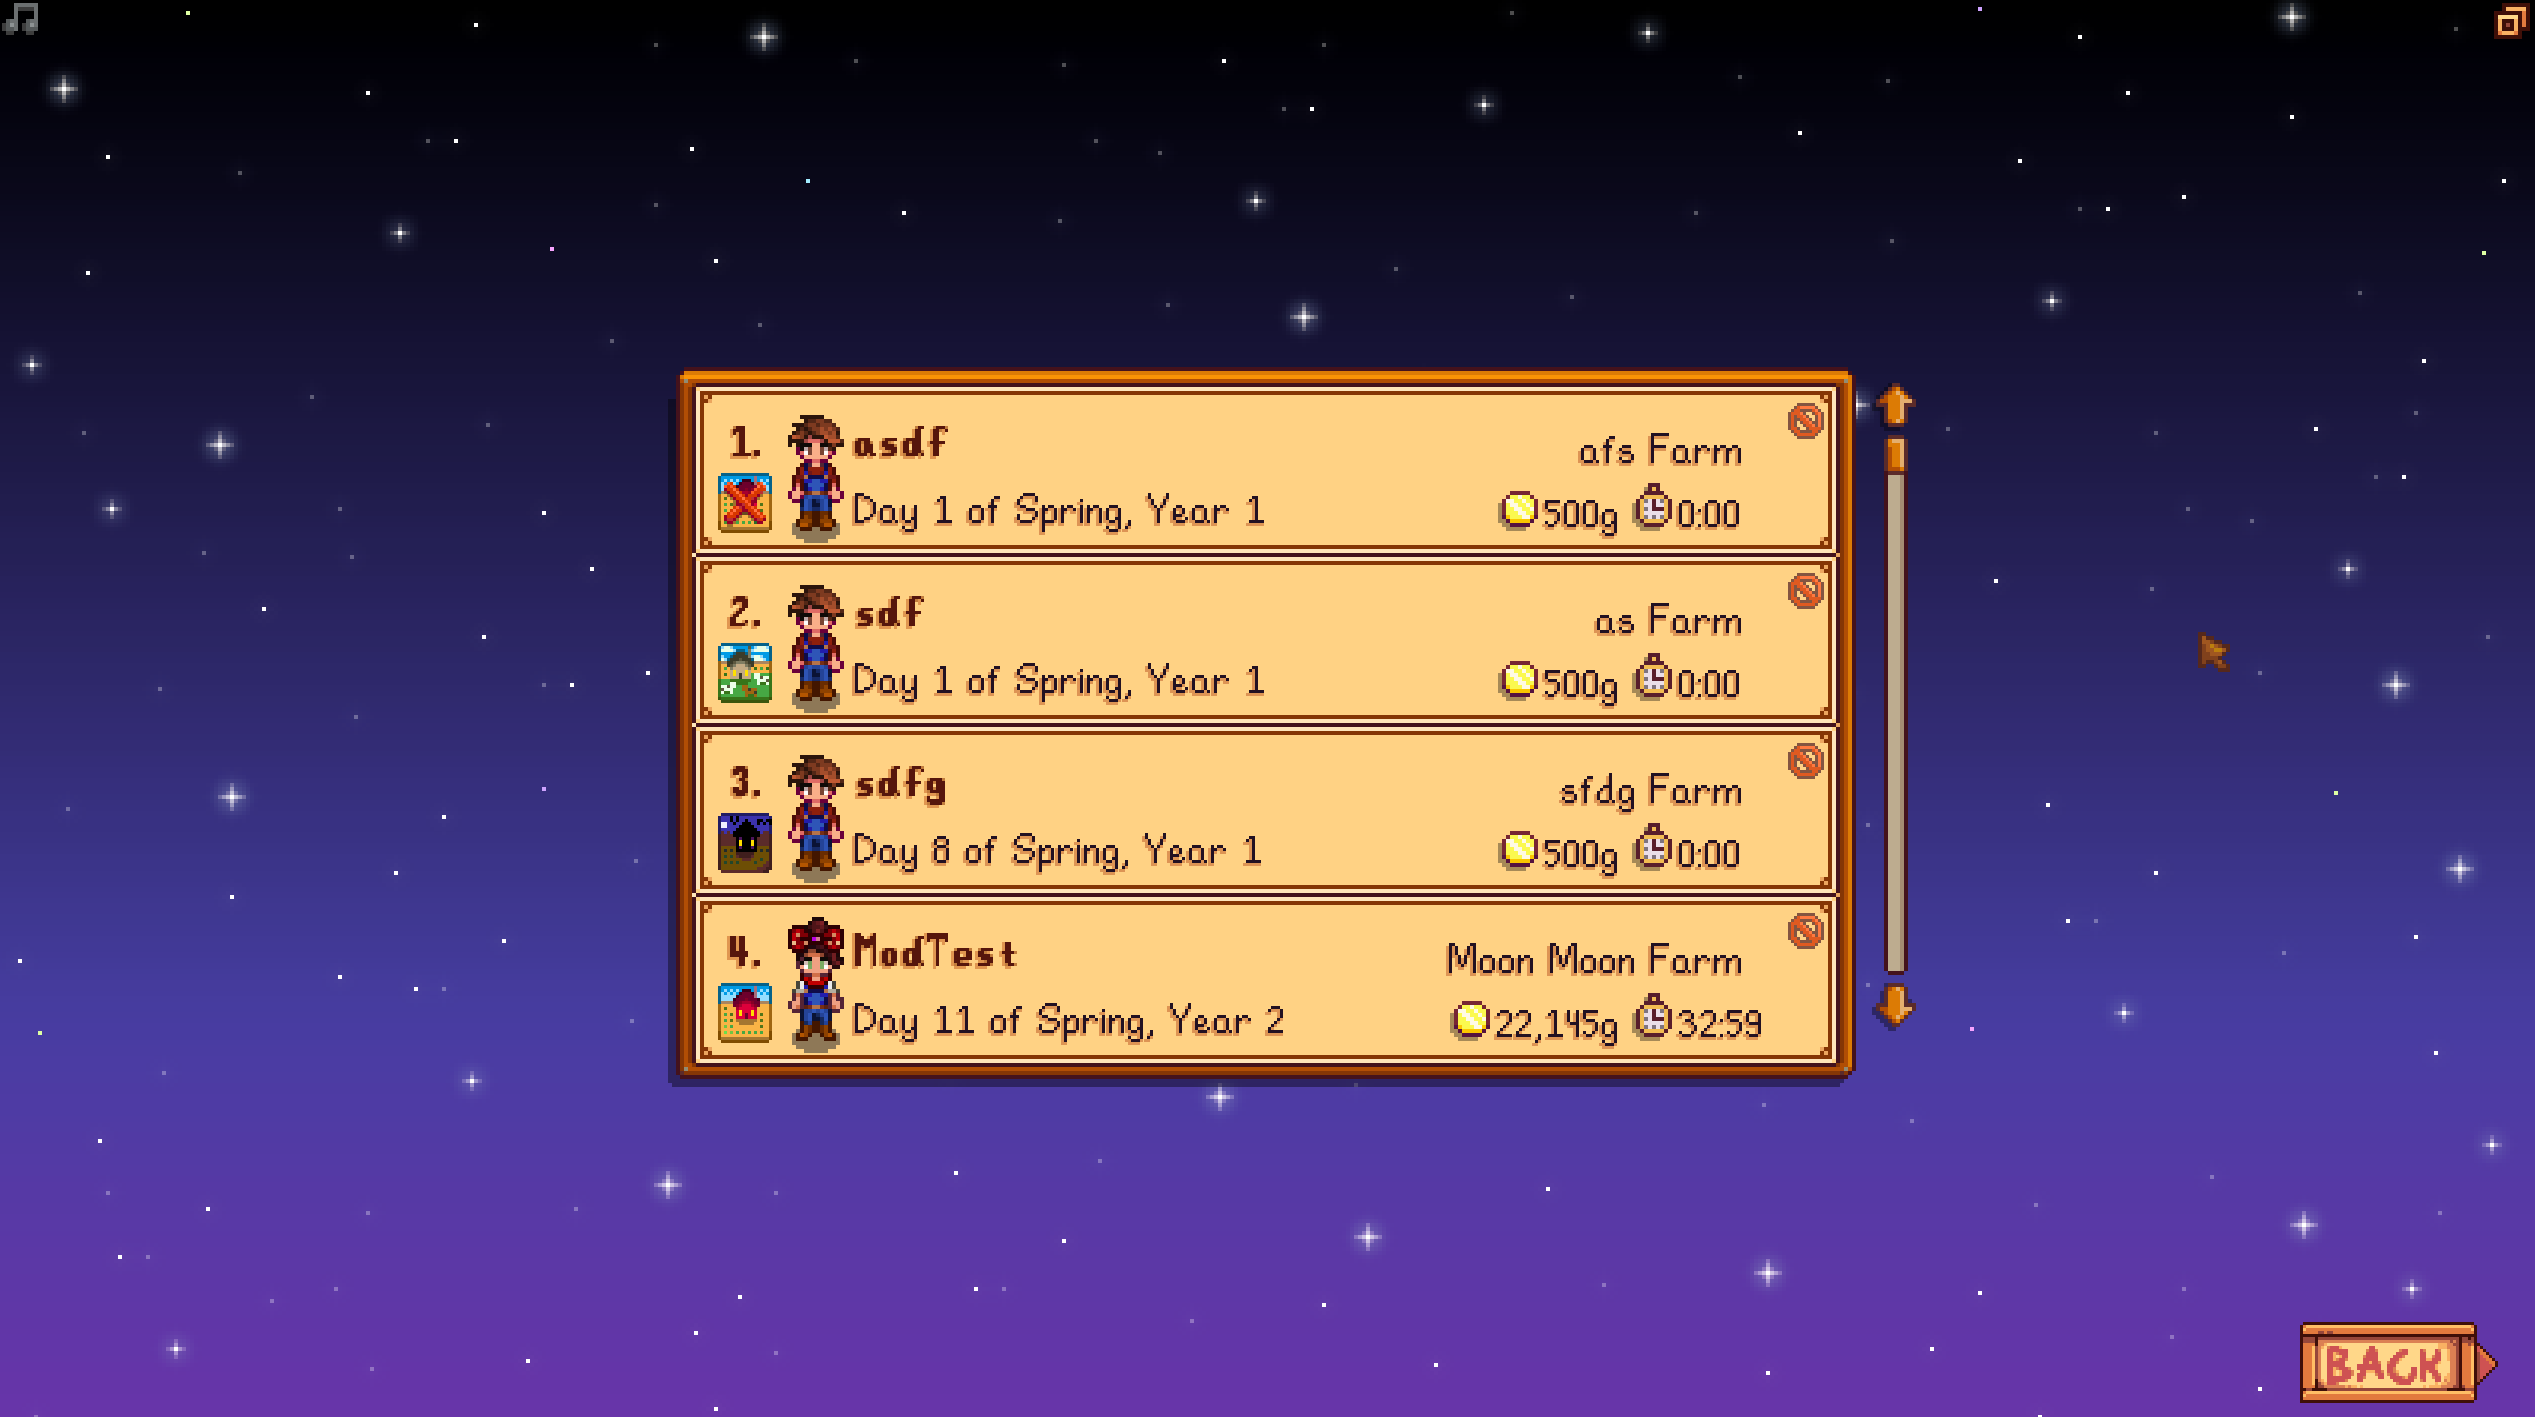 1. asdf
afs Farm
Day 1 of Spring, Year 1
500g 0:00
2. sdf
as Farm
Day 1 of Spring, Year 1
500g 0:00
3. sdfg
sfdg Farm
Day 8 of Spring, Year 1
500g 0:00
4. ModTest
Moon Moon Farm
Day 11 of Spring, Year 2
22,145g 32:59
BACK